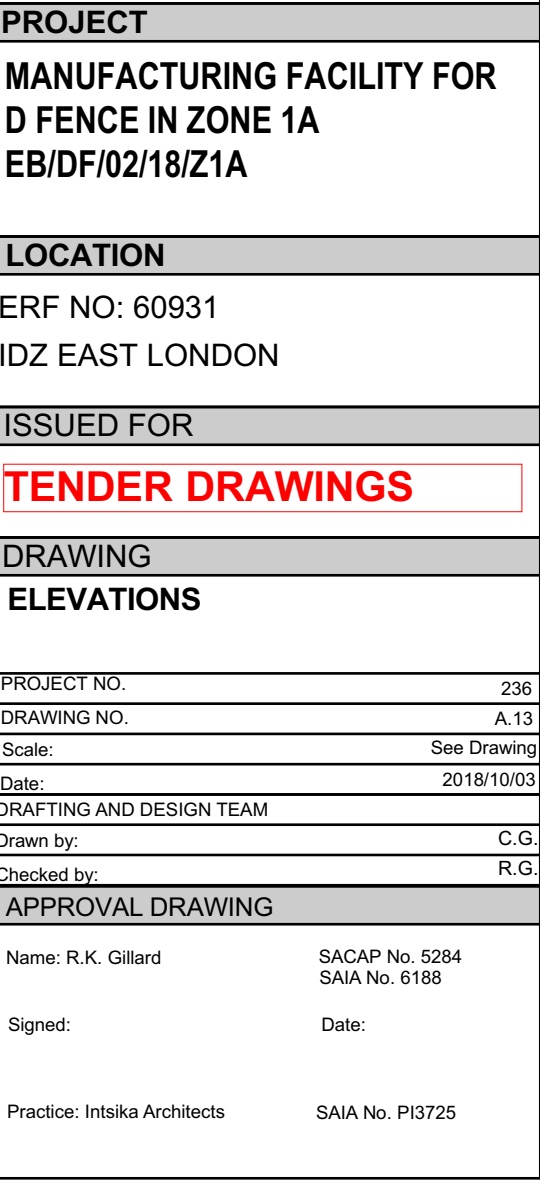 PROJECT
MANUFACTURING FACILITY FOR
D FENCE IN ZONE 1A
EB/DF/02/18/Z1A
LOCATION
ERF NO: 60931
IDZ EAST LONDON
ISSUED FOR
TENDER DRAWINGS
DRAWING
ELEVATIONS
PROJECT NO. 236
DRAWING NO. A.13
Scale: See Drawing
Date: 2018/10/03
DRAFTING AND DESIGN TEAM
Drawn by: C.G.
Checked by: R.G.
APPROVAL DRAWING
Name: R.K. Gillard SACAP No. 5284
SAIA No. 6188
Signed: Date:
Practice: Intsika Architects SAIA No. PI3725